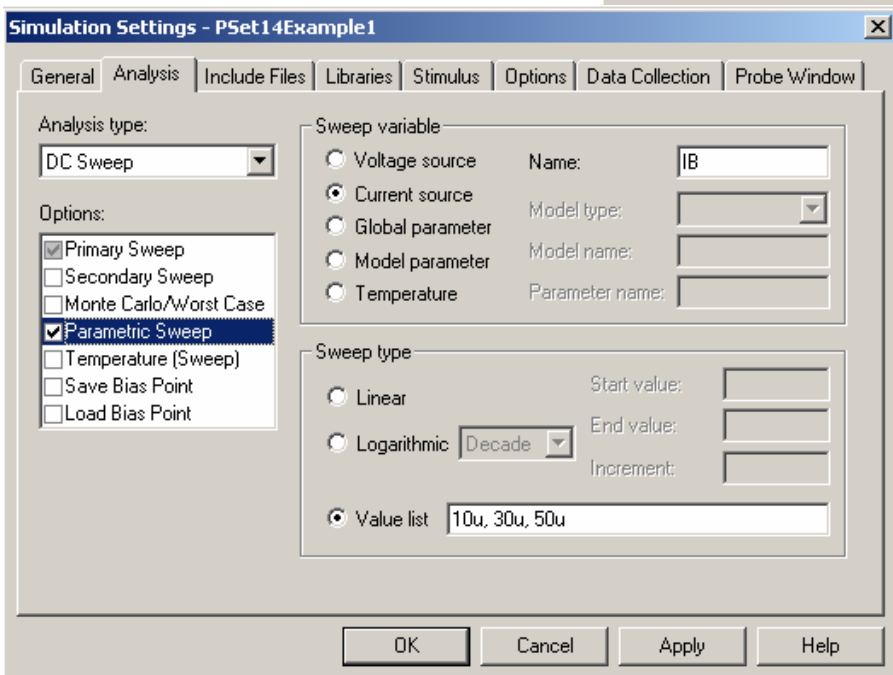 Simulation Settings - PSet14Example1
General Analysis Include Files Libraries Stimulus Options Data Collection Probe Window
Analysis type:
DC Sweep
Options:
Primary Sweep
Secondary Sweep
Monte Carlo/Worst Case
Parametric Sweep
Temperature (Sweep)
Save Bias Point
Load Bias Point
Sweep variable
Voltage source
Current source
Global parameter
Model parameter
Temperature
Name: IB
Model type:
Model name:
Parameter name:
Sweep type
Linear
Logarithmic Decade
Start value:
End value:
Increment:
Value list 10u, 30u, 50u
OK Cancel Apply Help